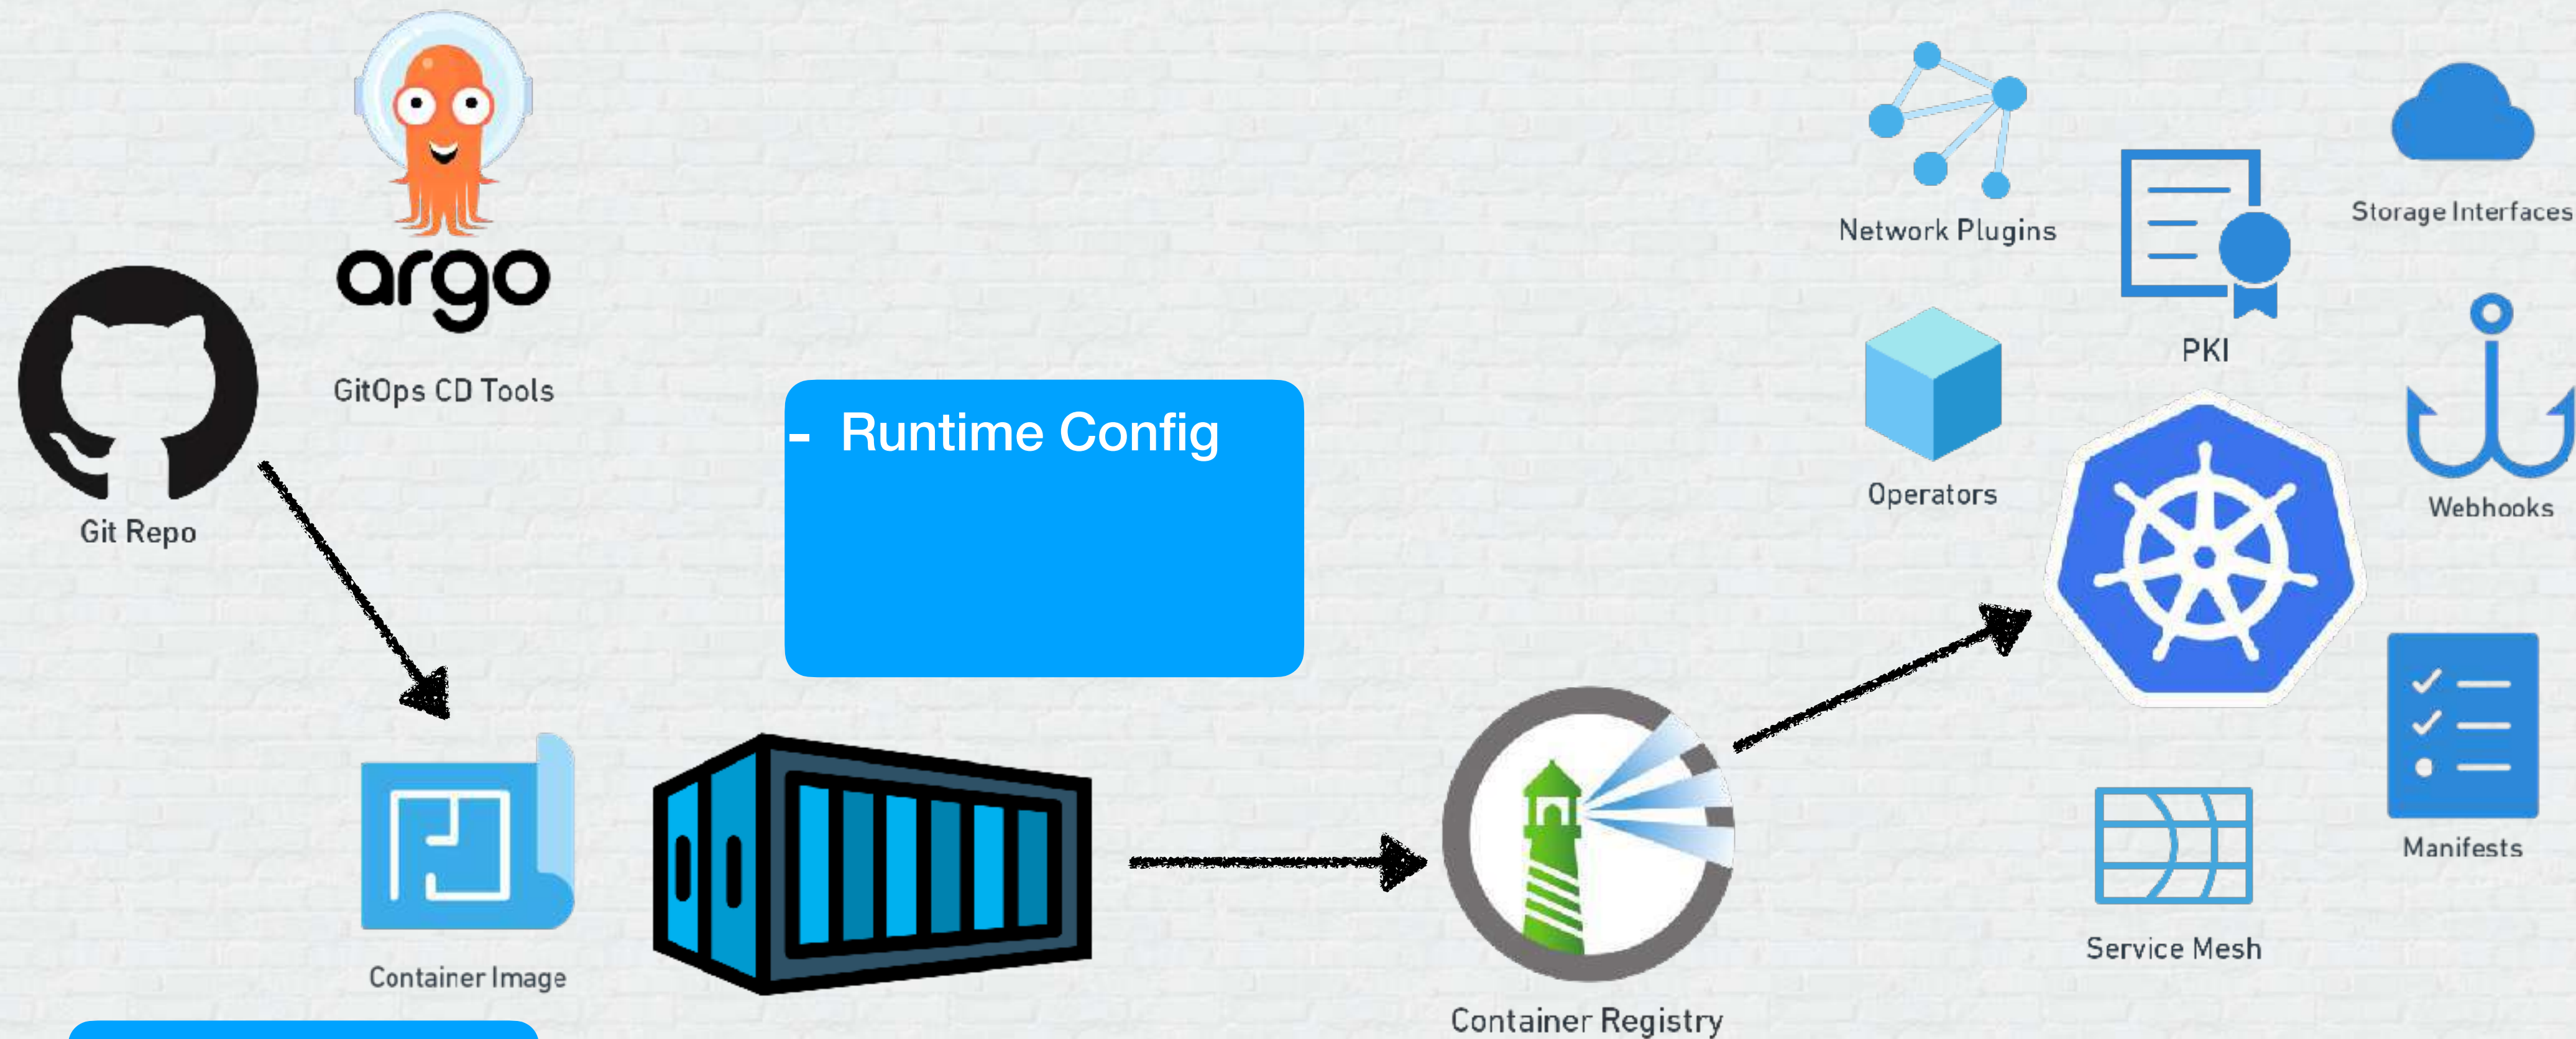 argo
GitOps CD Tools
Git Repo
- Runtime Config
Container Image
Container Registry
Network Plugins
Storage Interfaces
PKI
Operators
Webhooks
Manifests
Service Mesh